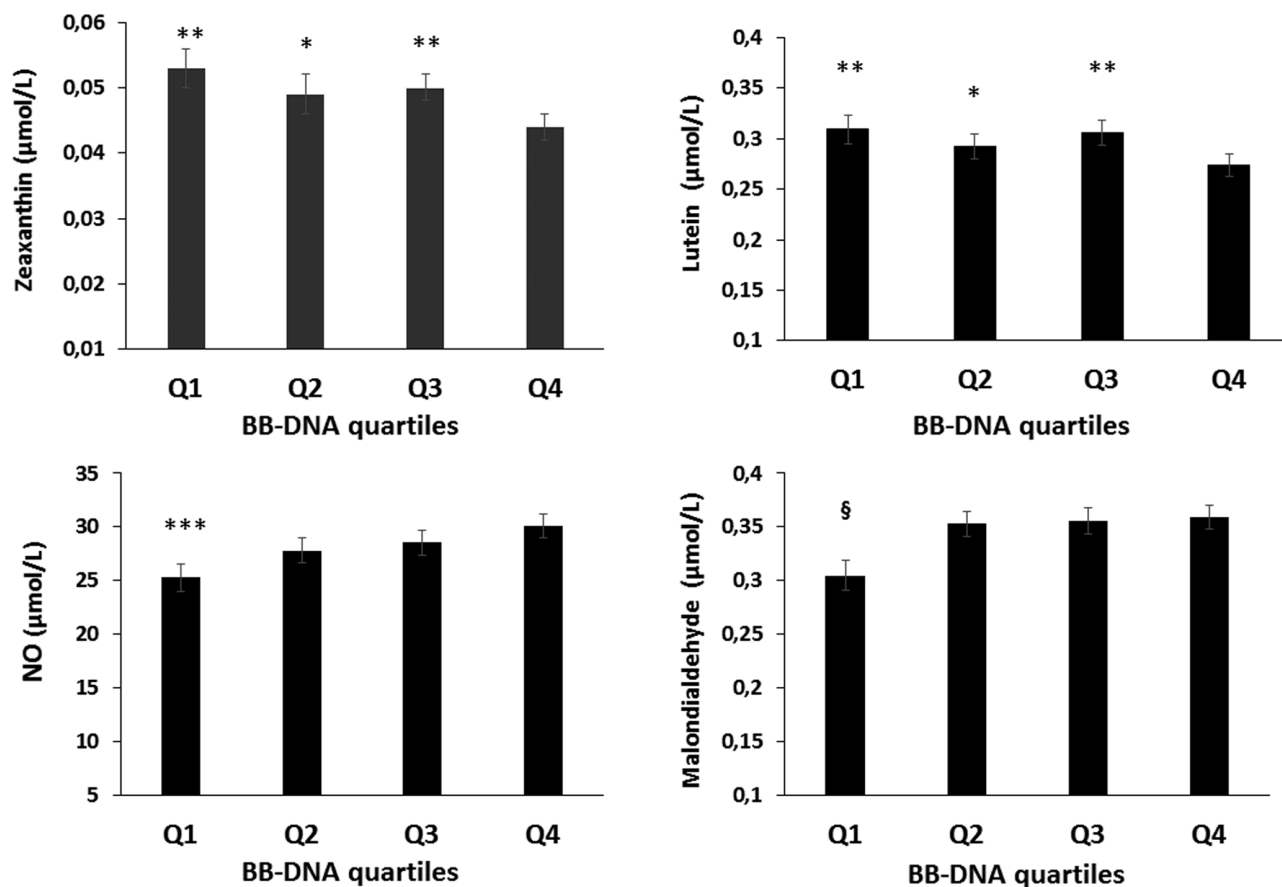 Zeaxanthin (µmol/L)
0,06
0,05
0,04
0,03
0,02
0,01
** * **
Q1 Q2 Q3 Q4
BB-DNA quartiles
Lutein (µmol/L)
0,4
0,35
0,3
0,25
0,2
0,15
0,1
** * **
Q1 Q2 Q3 Q4
BB-DNA quartiles
NO (µmol/L)
35
30
25
20
15
10
5
***
Q1 Q2 Q3 Q4
BB-DNA quartiles
Malondialdehyde (µmol/L)
0,4
0,35
0,3
0,25
0,2
0,15
0,1
§
Q1 Q2 Q3 Q4
BB-DNA quartiles